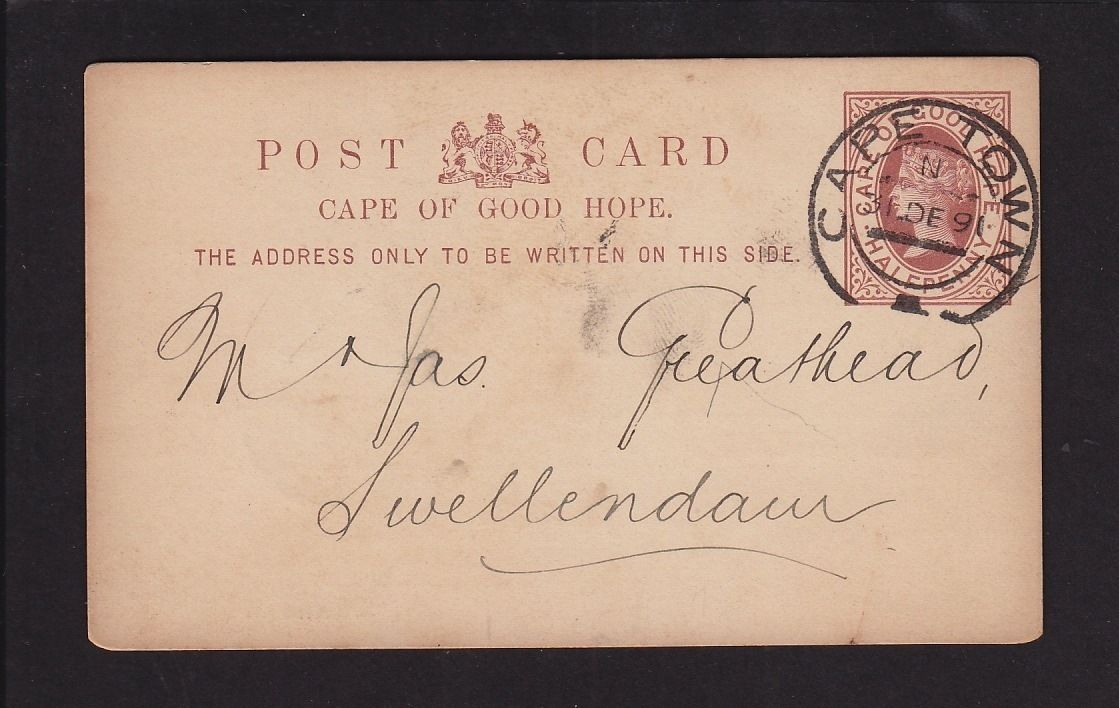 POST CARD
CAPE OF GOOD HOPE.
THE ADDRESS ONLY TO BE WRITTEN ON THIS SIDE.
CAPE OF GOOD HOPE
HALFPENNY
CAPE TOWN
N
31 DE 91
Mr Jas. Greathead,
Swellendam